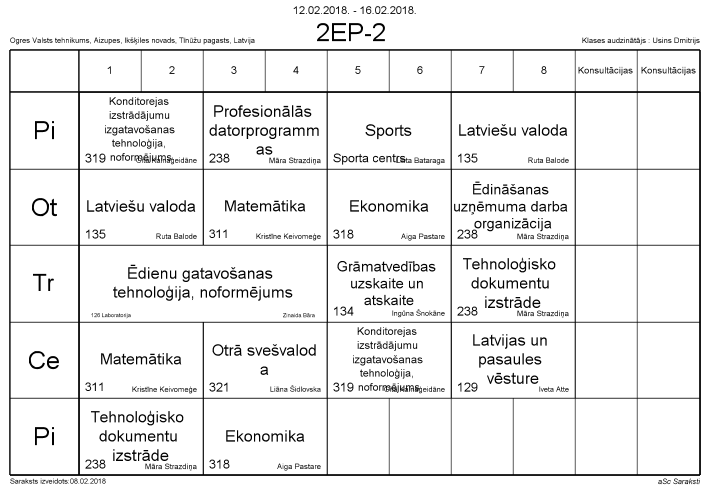 12.02.2018. - 16.02.2018.
2EP-2
Ogres Valsts tehnikums, Aizupes, Ikšķiles novads, Tīnūžu pagasts, Latvija
Klases audzinātājs : Usins Dmitrijs
1 2 3 4 5 6 7 8 Konsultācijas Konsultācijas
Pi
Konditorejas
izstrādājumu
izgatavošanas
tehnoloģija,
noformējums
319
Profesionālās
datorprogramm
as
238 Māra Strazdiņa
Sports
Sporta centrs Bataraga
Latviešu valoda
135 Ruta Balode
Ot
Latviešu valoda
135 Ruta Balode
Matemātika
311 Kristīne Keivomeģe
Ekonomika
318 Aiga Pastare
Ēdināšanas
uzņēmuma darba
organizācija
238 Māra Strazdiņa
Tr
Ēdienu gatavošanas
tehnoloģija, noformējums
126 Laboratorija Zinaida Bāra
Grāmatvedības
uzskaite un
atskaite
134 Ingūna Šnokāne
Tehnoloģisko
dokumentu
izstrāde
238 Māra Strazdiņa
Ce
Matemātika
311 Kristīne Keivomeģe
Otrā svešvalod
a
321 Liāna Šidlovska
Konditorejas
izstrādājumu
izgatavošanas
tehnoloģija,
noformējums
319
Latvijas un
pasaules
vēsture
129 Iveta Atte
Pi
Tehnoloģisko
dokumentu
izstrāde
238 Māra Strazdiņa
Ekonomika
318 Aiga Pastare
Saraksts izveidots:08.02.2018
aSc Saraksti